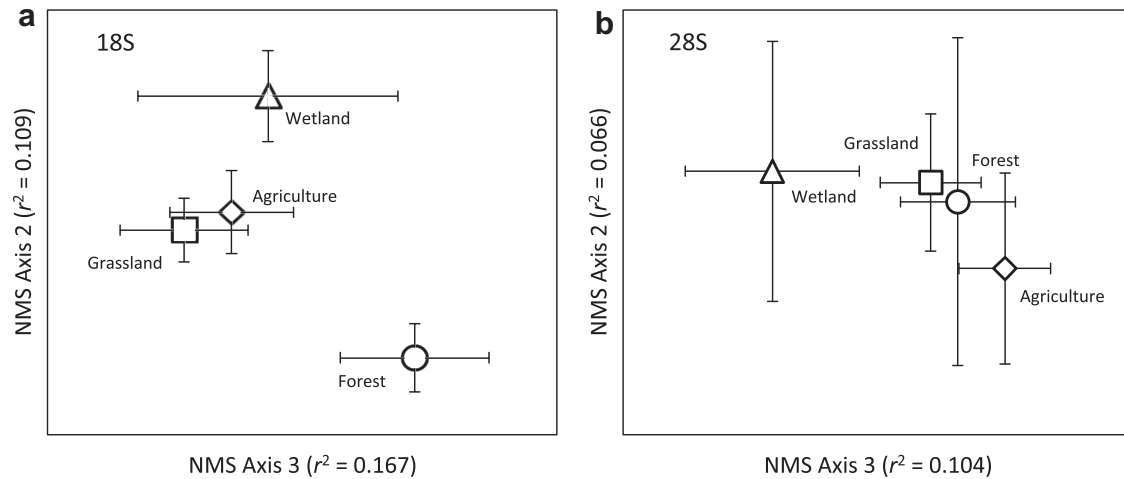 a
18S
Wetland
Agriculture
Grassland
Forest
NMS Axis 2 (r² = 0.109)
NMS Axis 3 (r² = 0.167)
b
28S
Grassland
Forest
Wetland
Agriculture
NMS Axis 2 (r² = 0.066)
NMS Axis 3 (r² = 0.104)